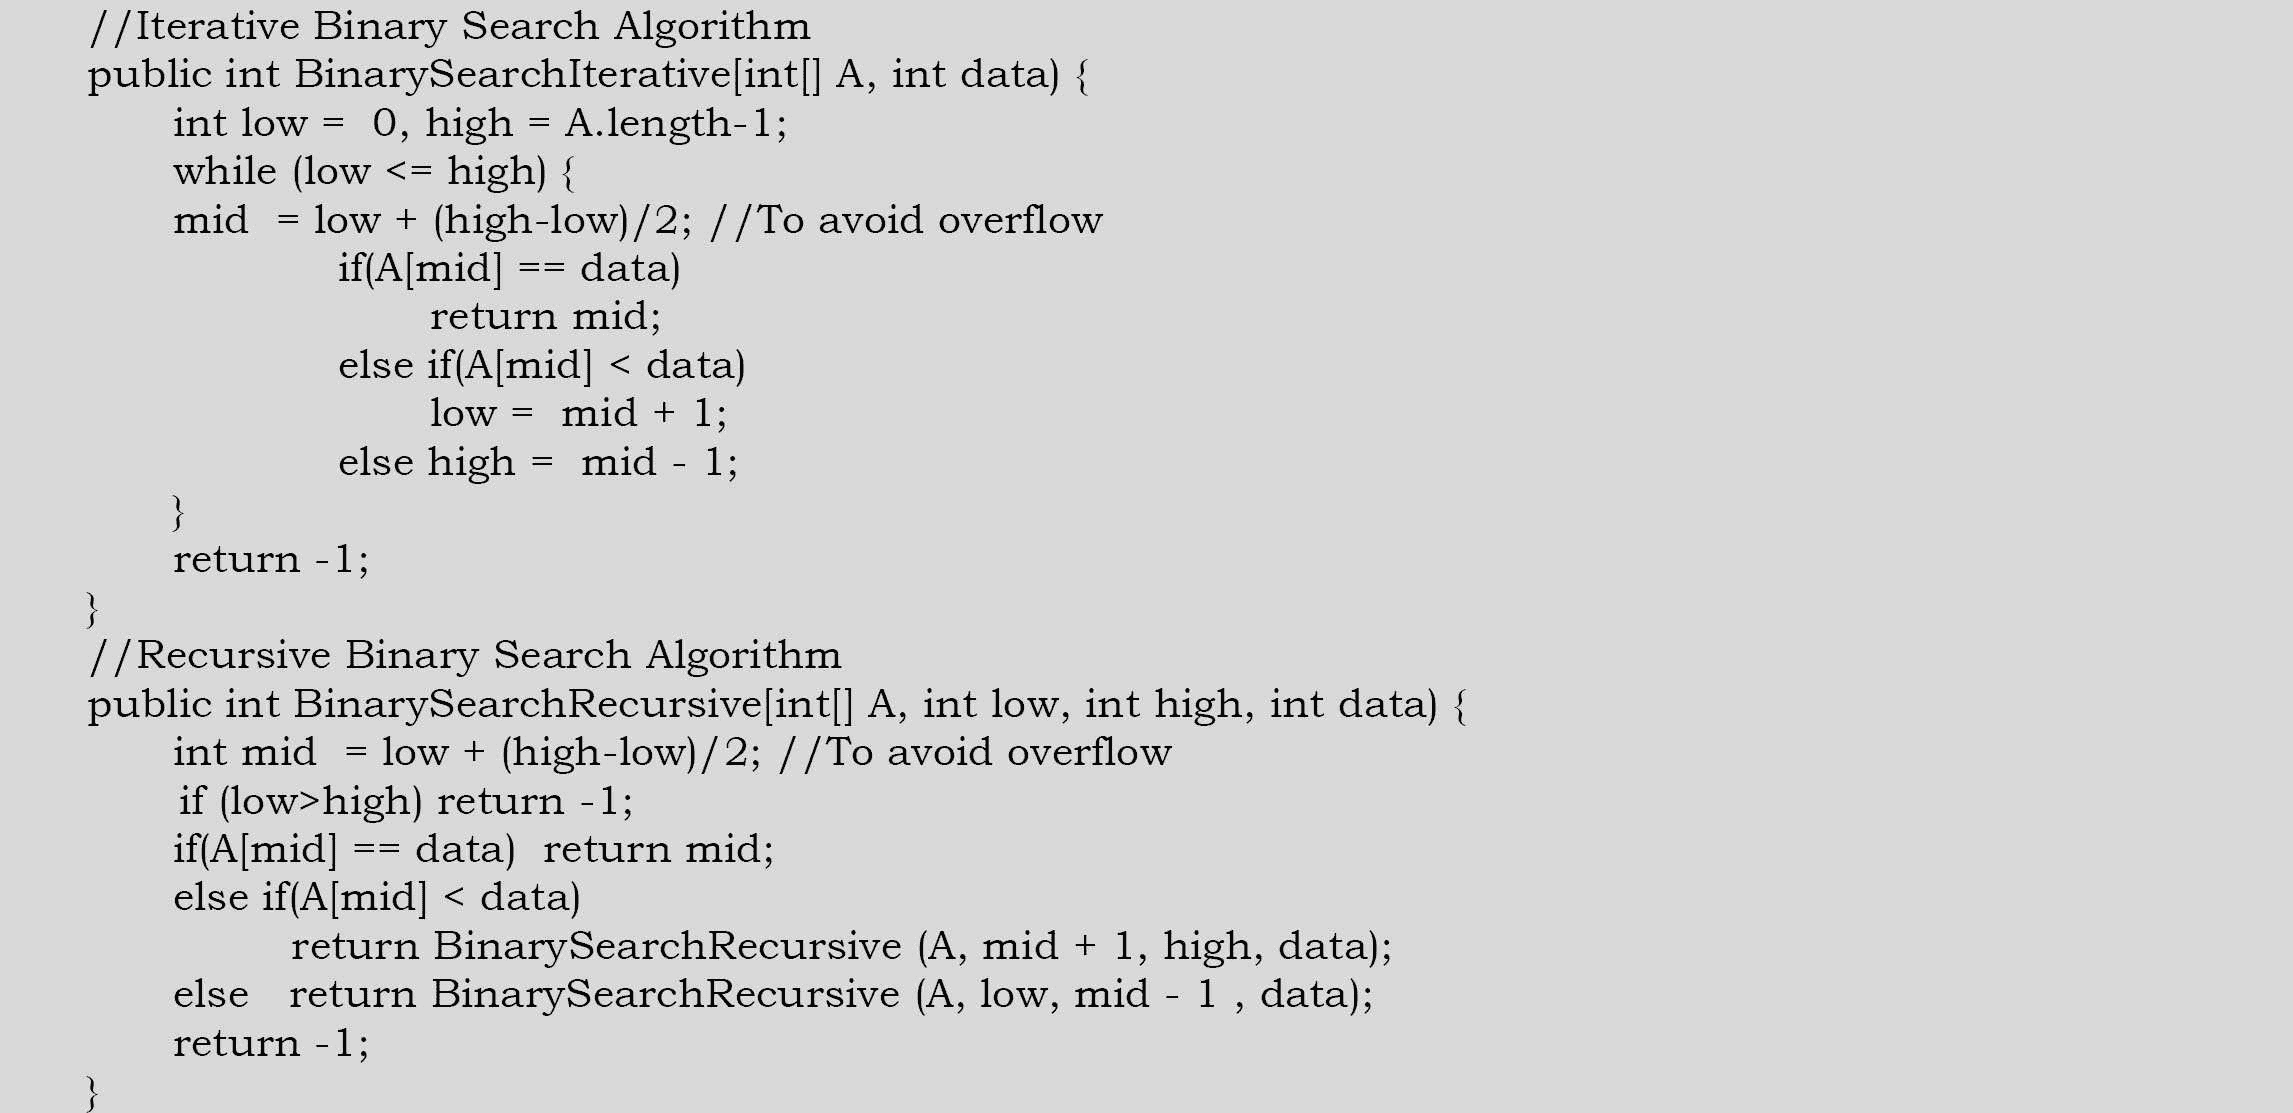 //Iterative Binary Search Algorithm
public int BinarySearchIterative[int[] A, int data) {
int low =  0, high = A.length-1;
while (low <= high) {
mid  = low + (high-low)/2; //To avoid overflow
if(A[mid] == data)
return mid;
else if(A[mid] < data)
low =  mid + 1;
else high =  mid - 1;
}
return -1;
}
//Recursive Binary Search Algorithm
public int BinarySearchRecursive[int[] A, int low, int high, int data) {
int mid  = low + (high-low)/2; //To avoid overflow
if (low>high) return -1;
if(A[mid] == data)  return mid;
else if(A[mid] < data)
return BinarySearchRecursive (A, mid + 1, high, data);
else   return BinarySearchRecursive (A, low, mid - 1 , data);
return -1;
}